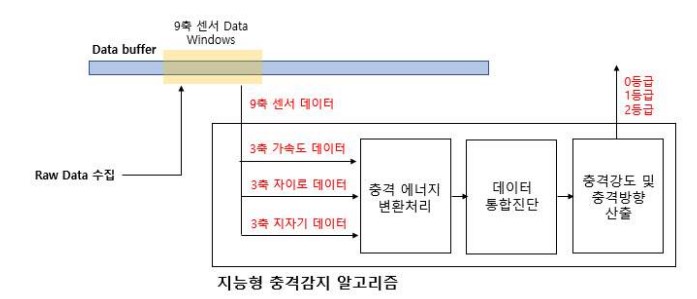 9축 센서 Data
Windows
Data buffer
9축 센서 데이터
0등급
1등급
2등급
3축 가속도 데이터
Raw Data 수집
3축 자이로 데이터
3축 지자기 데이터
충격 에너지
변환처리
데이터
통합진단
충격강도 및
충격방향
산출
지능형 충격감지 알고리즘